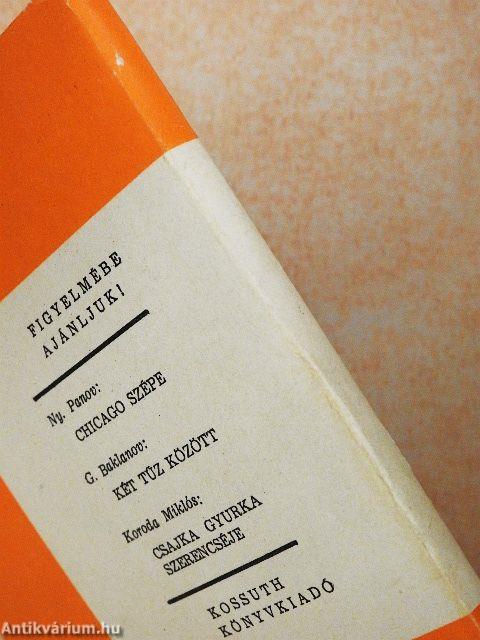 FIGYELMÉBE
AJÁNLJUK!
Ny. Panov:
CHICAGO SZÉPE
G. Baklanov:
KÉT TŰZ KÖZÖTT
Koroda Miklós:
CSAJKA GYURKA
SZERENCSÉJE
KOSSUTH
KÖNYVKIADÓ
Antikvárium.hu